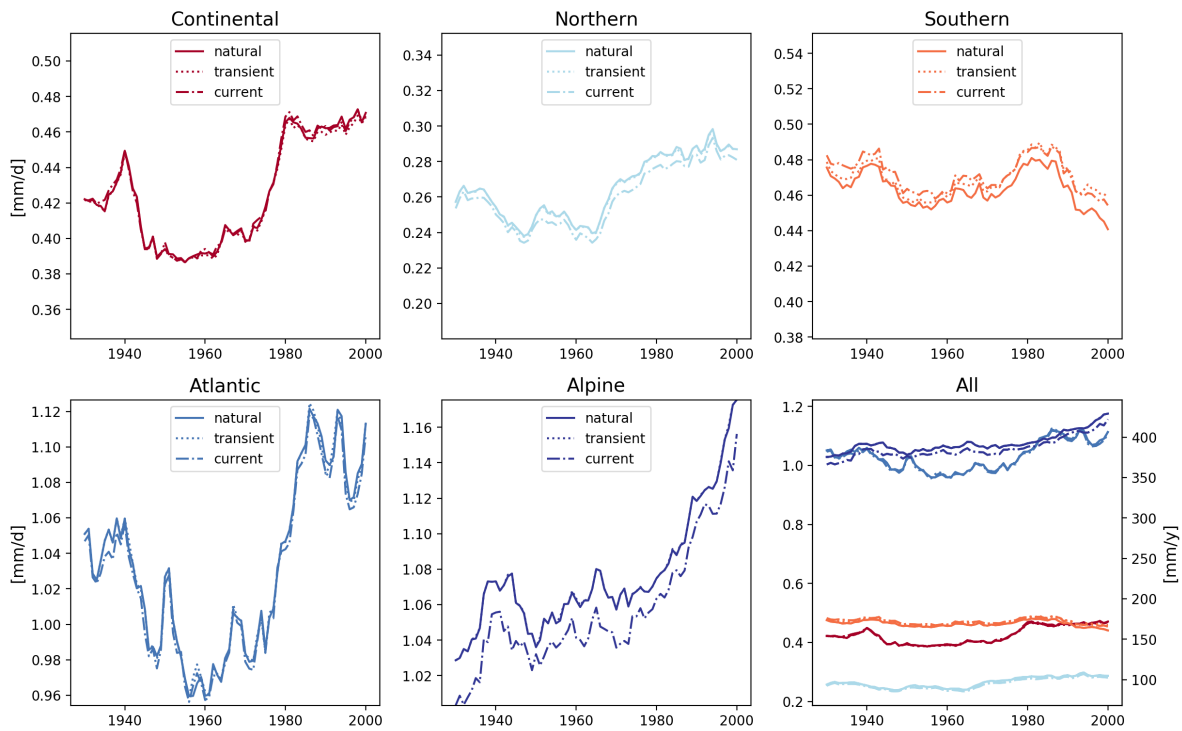 Continental
natural
transient
current
[mm/d]
0.50
0.48
0.46
0.44
0.42
0.40
0.38
0.36
1940 1960 1980 2000
Northern
natural
transient
current
0.34
0.32
0.30
0.28
0.26
0.24
0.22
0.20
1940 1960 1980 2000
Southern
natural
transient
current
0.54
0.52
0.50
0.48
0.46
0.44
0.42
0.40
0.38
1940 1960 1980 2000
Atlantic
natural
transient
current
[mm/d]
1.12
1.10
1.08
1.06
1.04
1.02
1.00
0.98
0.96
1940 1960 1980 2000
Alpine
natural
transient
current
1.16
1.14
1.12
1.10
1.08
1.06
1.04
1.02
1940 1960 1980 2000
All
1.2
1.0
0.8
0.6
0.4
0.2
400
350
300
250
200
150
100
[mm/y]
1940 1960 1980 2000